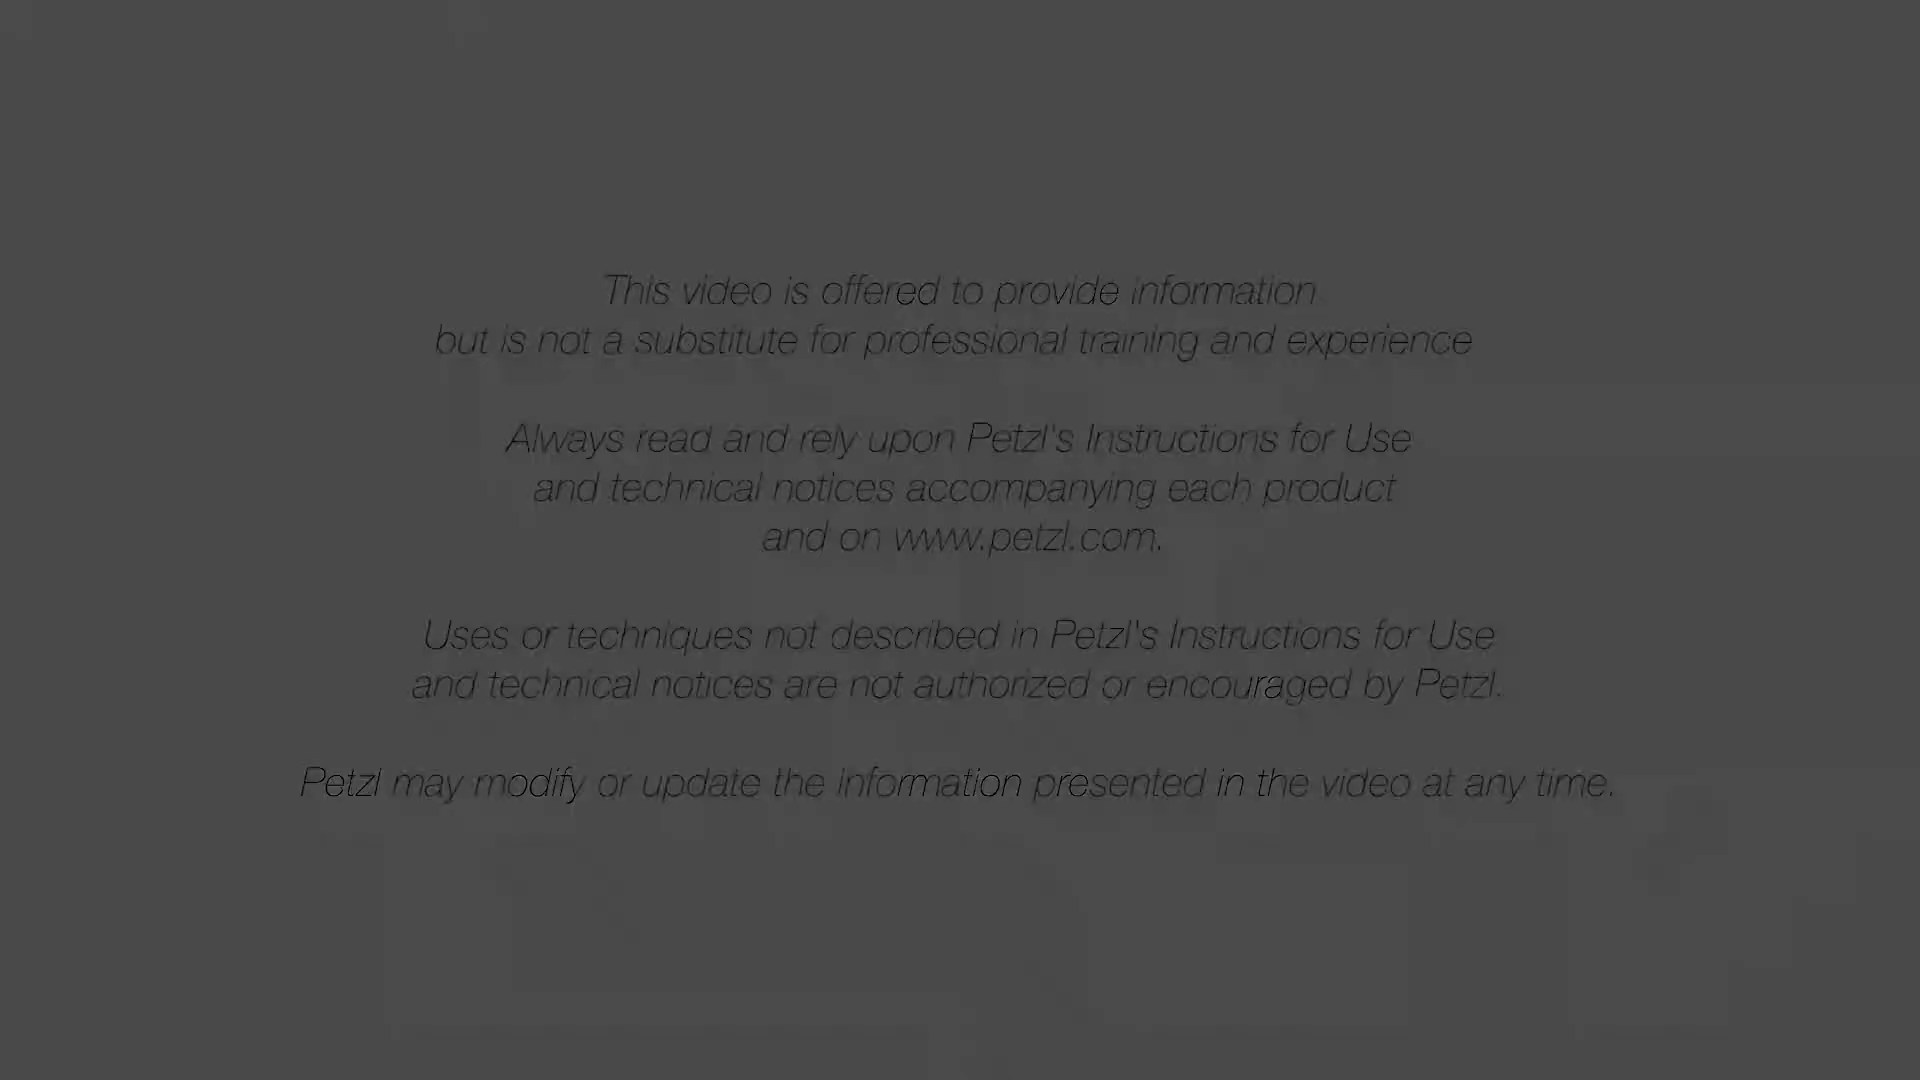 This video is offered to provide information
but is not a substitute for professional training and experience
Always read and rely upon Petzl's Instructions for Use
and technical notices accompanying each product
and on www.petzl.com.
Uses or techniques not described in Petzl's Instructions for Use
and technical notices are not authorized or encouraged by Petzl.
Petzl may modify or update the information presented in the video at any time.